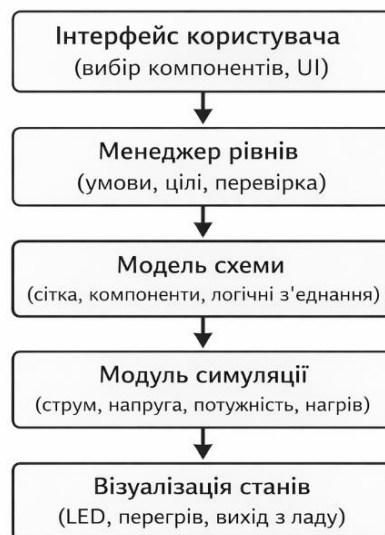 Інтерфейс користувача
(вибір компонентів, UI)
Менеджер рівнів
(умови, цілі, перевірка)
Модель схеми
(сітка, компоненти, логічні з'єднання)
Модуль симуляції
(струм, напруга, потужність, нагрів)
Візуалізація станів
(LED, перегрів, вихід з ладу)